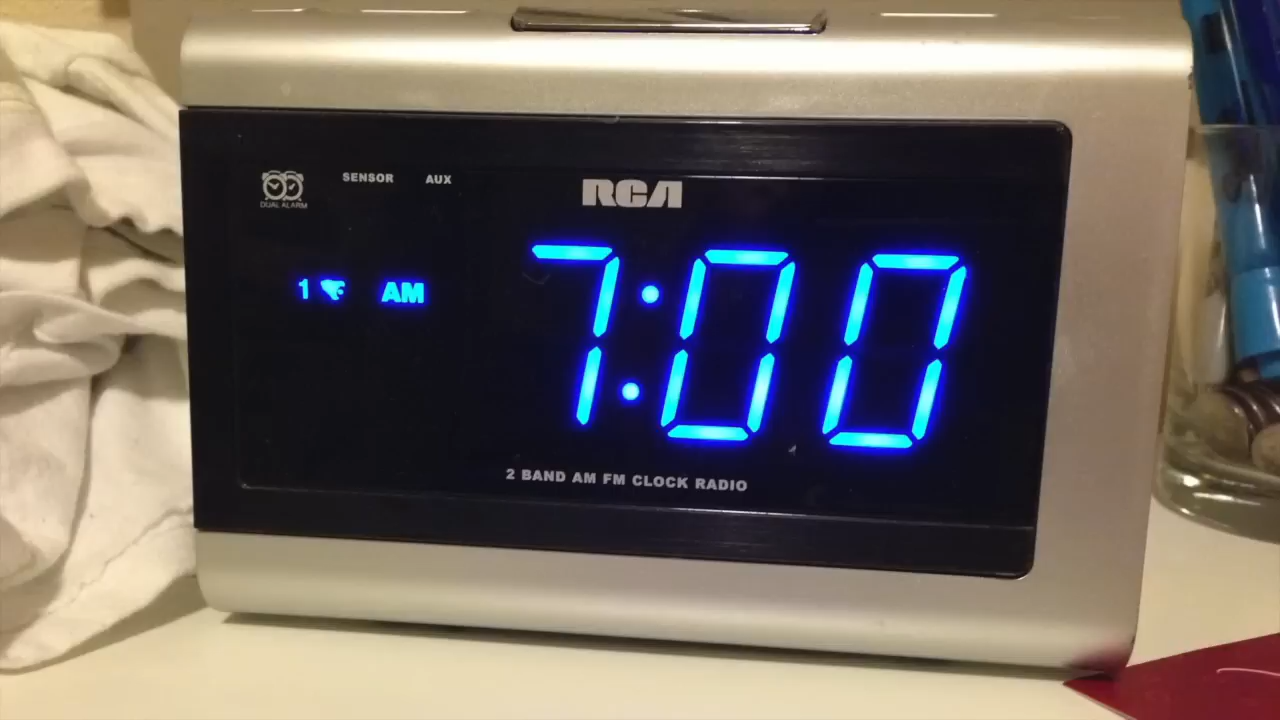 SENSOR AUX
RCA
DUAL ALARM
1 AM
7:00
2 BAND AM FM CLOCK RADIO